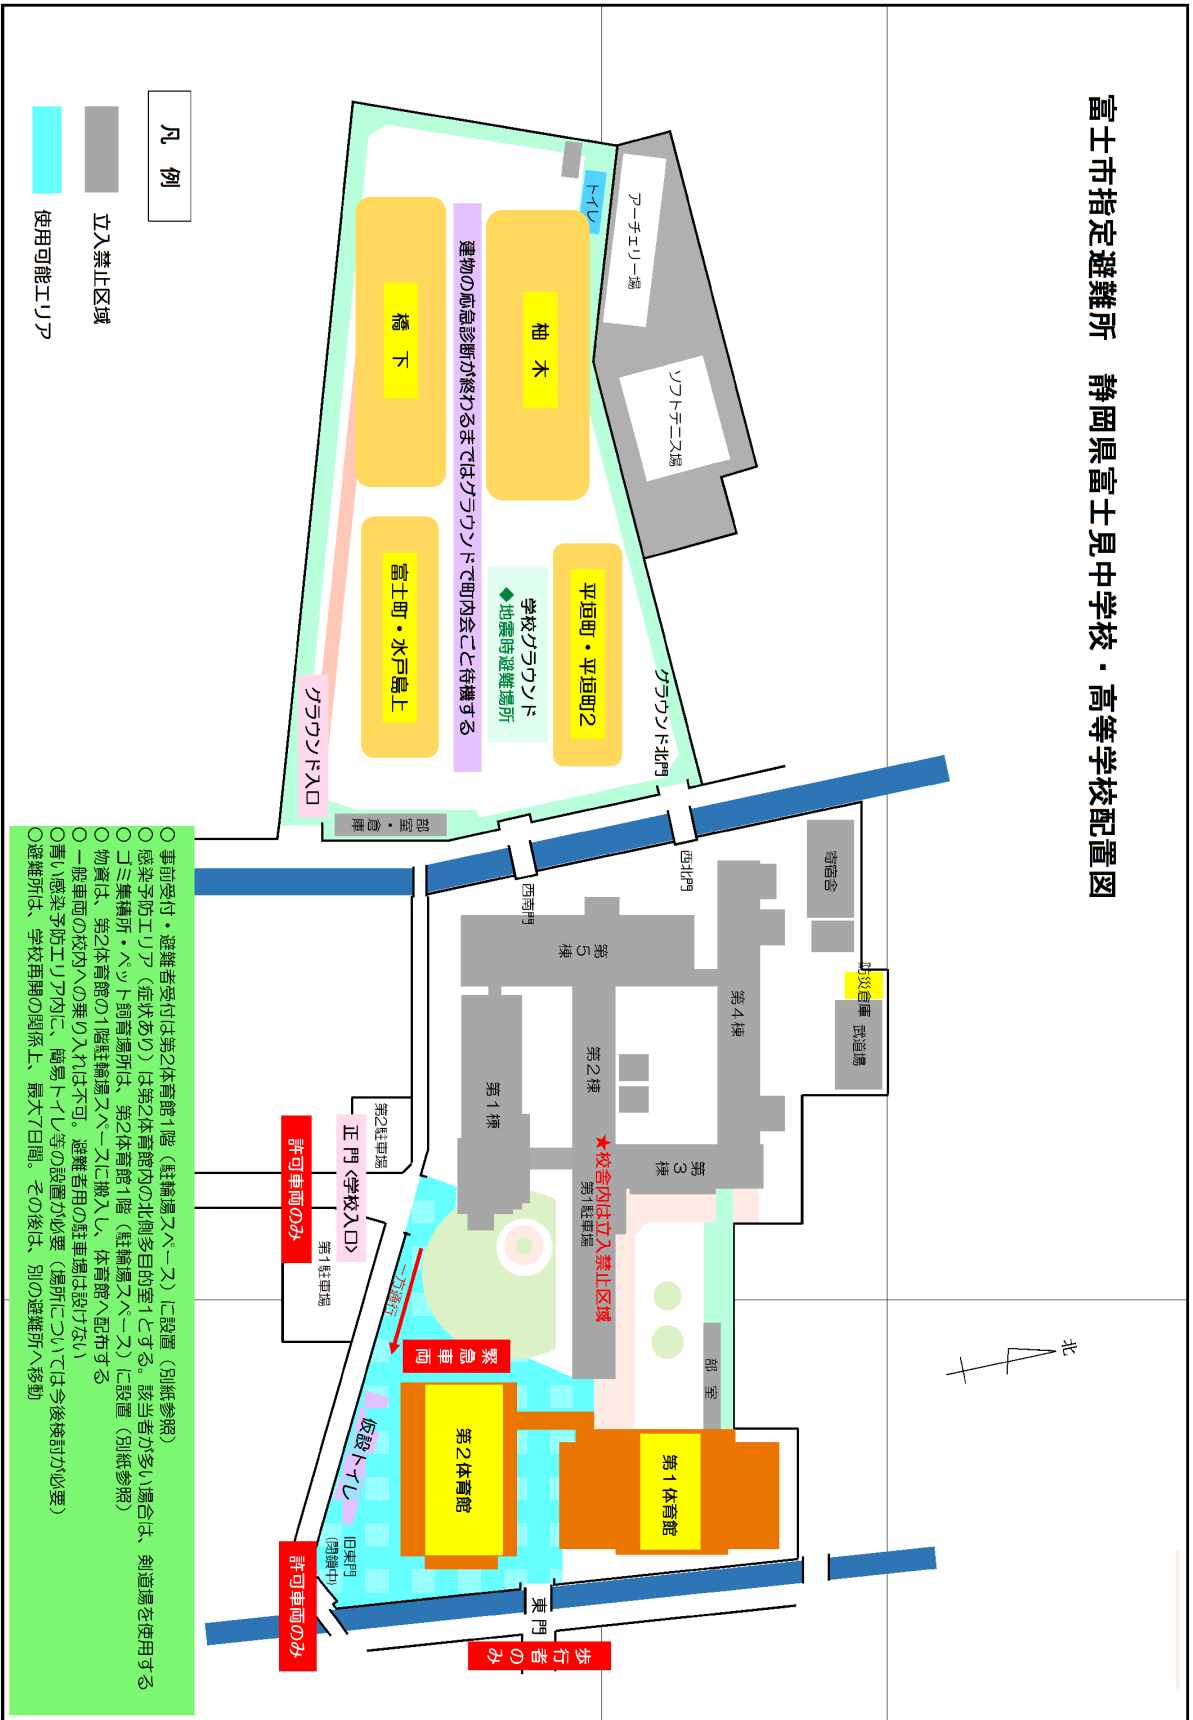 富士市指定避難所　静岡県富士見中学校・高等学校配置図
北
アーチェリー場
ソフトテニス場
トイレ
柚　木
平垣町・平垣町2
グラウンド北門
学校グラウンド
◆地震時避難場所
建物の応急診断が終わるまではグラウンドで町内会ごと待機する
橋　下
富士町・水戸島上
グラウンド入口
部室・倉庫
西北門
西南門
寄宿舎
防災倉庫
武道場
第4棟
第5棟
第2棟
第3棟
第1棟
★校舎内は立入禁止区域
第1駐車場
部　室
第1体育館
第2体育館
緊急車両
一方通行
仮設トイレ
旧東門
(閉鎖中)
東門
歩行者のみ
許可車両のみ
第2駐車場
正 門 〈学校入口〉
許可車両のみ
第1駐車場
凡　例
立入禁止区域
使用可能エリア
○ 事前受付・避難者受付は第2体育館1階（駐輪場スペース）に設置（別紙参照）
○ 感染予防エリア（症状あり）は第2体育館内の北側多目的室1とする。該当者が多い場合は、剣道場を使用する
○ ゴミ集積所・ペット飼育場所は、第2体育館1階（駐輪場スペース）に設置（別紙参照）
○ 物資は、第2体育館の1階駐輪場スペースに搬入し、体育館へ配布する
○ 一般車両の校内への乗り入れは不可。避難者用の駐車場は設けない
○ 青い感染予防エリア内に、簡易トイレ等の設置が必要（場所については今後検討が必要）
○ 避難所は、学校再開の関係上、最大7日間。その後は、別の避難所へ移動